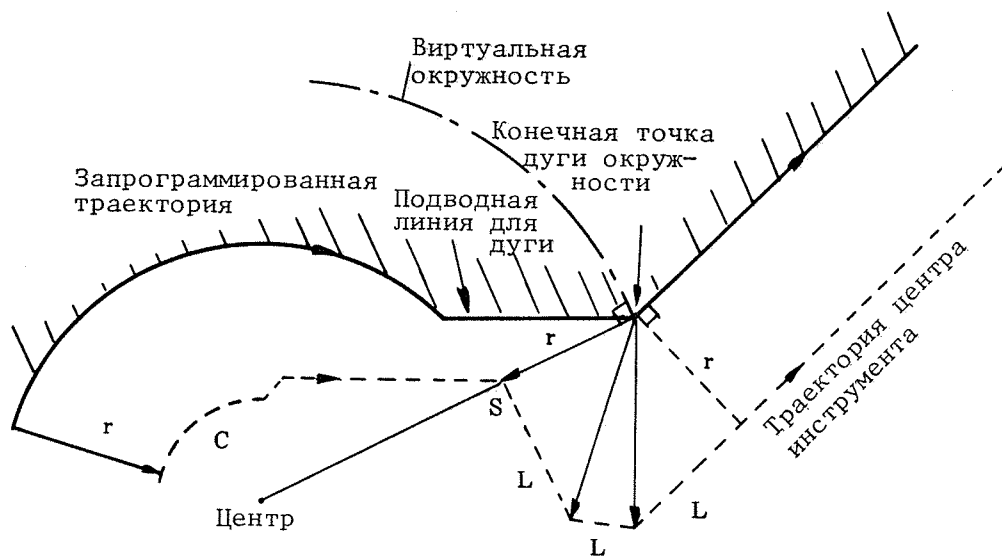 Виртуальная
окружность
Конечная точка
дуги окруж-
ности
Запрограммированная
траектория
Подводная
линия для
дуги
r
r
r
S
C
L
L
L
Центр
Траектория центра
инструмента